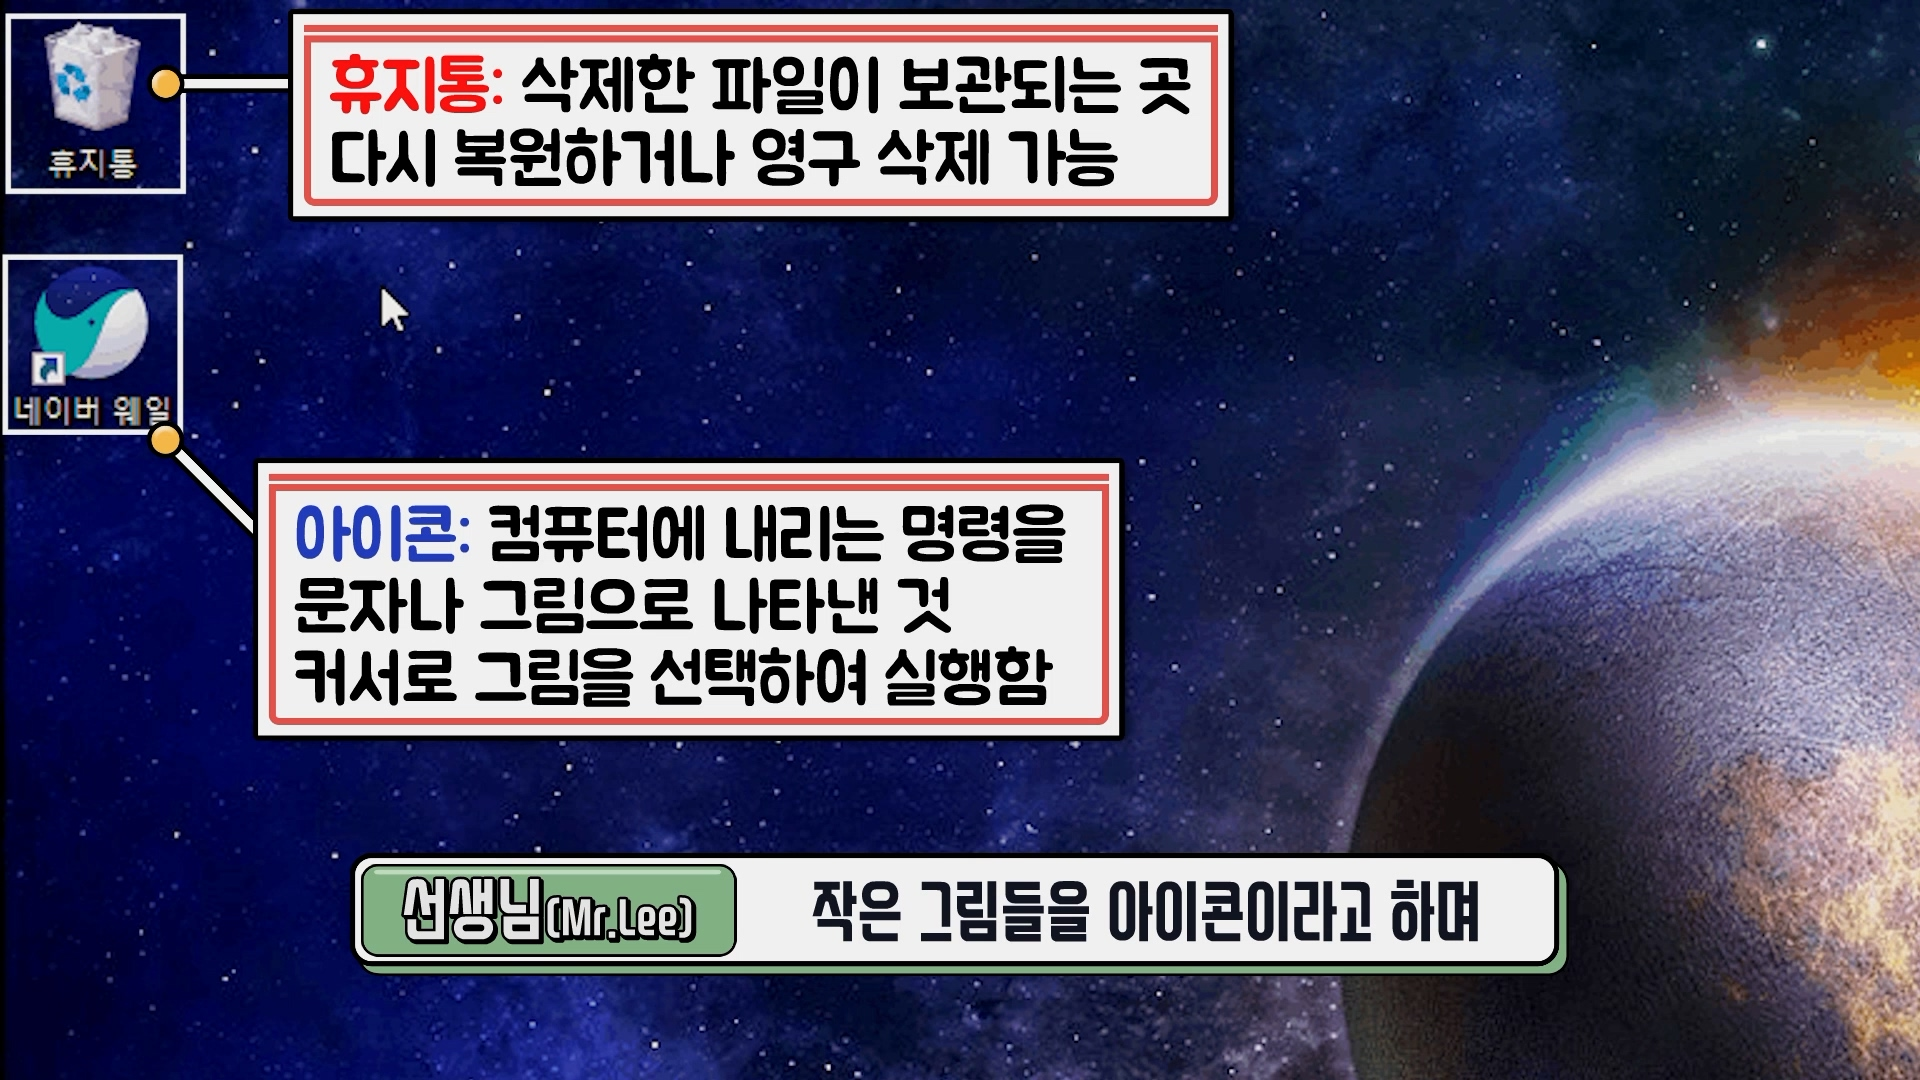 휴지통
휴지통: 삭제한 파일이 보관되는 곳
다시 복원하거나 영구 삭제 가능
네이버 웨일
아이콘: 컴퓨터에 내리는 명령을
문자나 그림으로 나타낸 것
커서로 그림을 선택하여 실행함
선생님(Mr.Lee) 작은 그림들을 아이콘이라고 하며